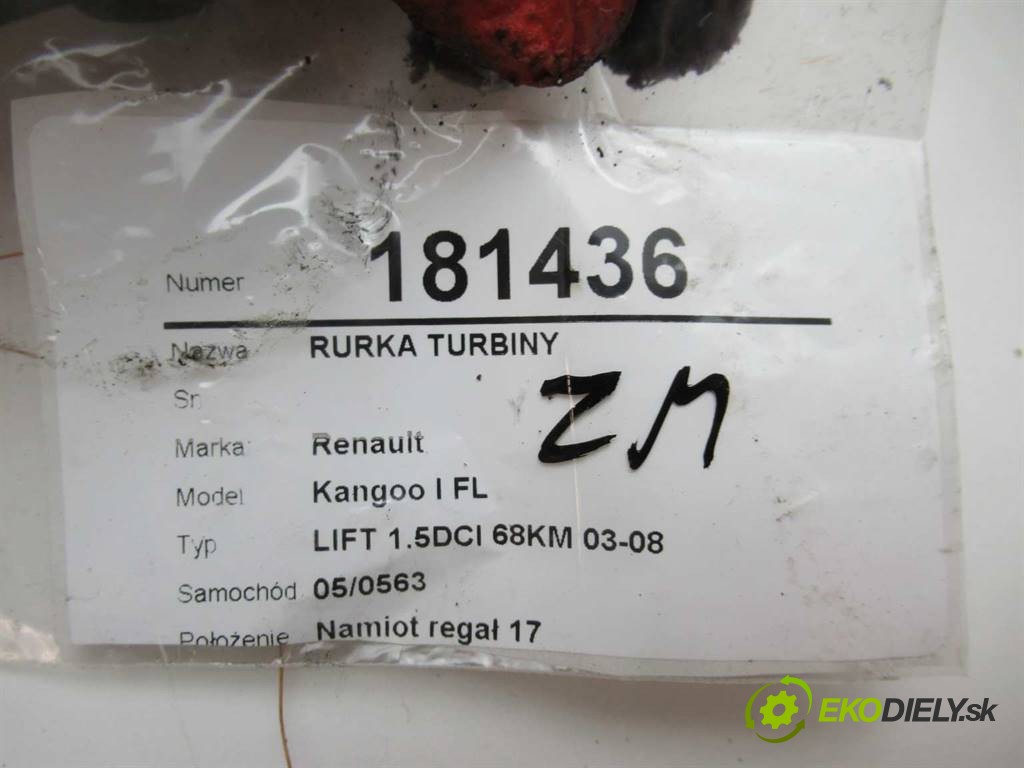 Numer 181436
Nazwa RURKA TURBINY
Sn
ZM
Marka Renault
Model Kangoo I FL
Typ LIFT 1.5DCI 68KM 03-08
Samochód 05/0563
Położenie Namiot regał 17
EKODIELY.sk